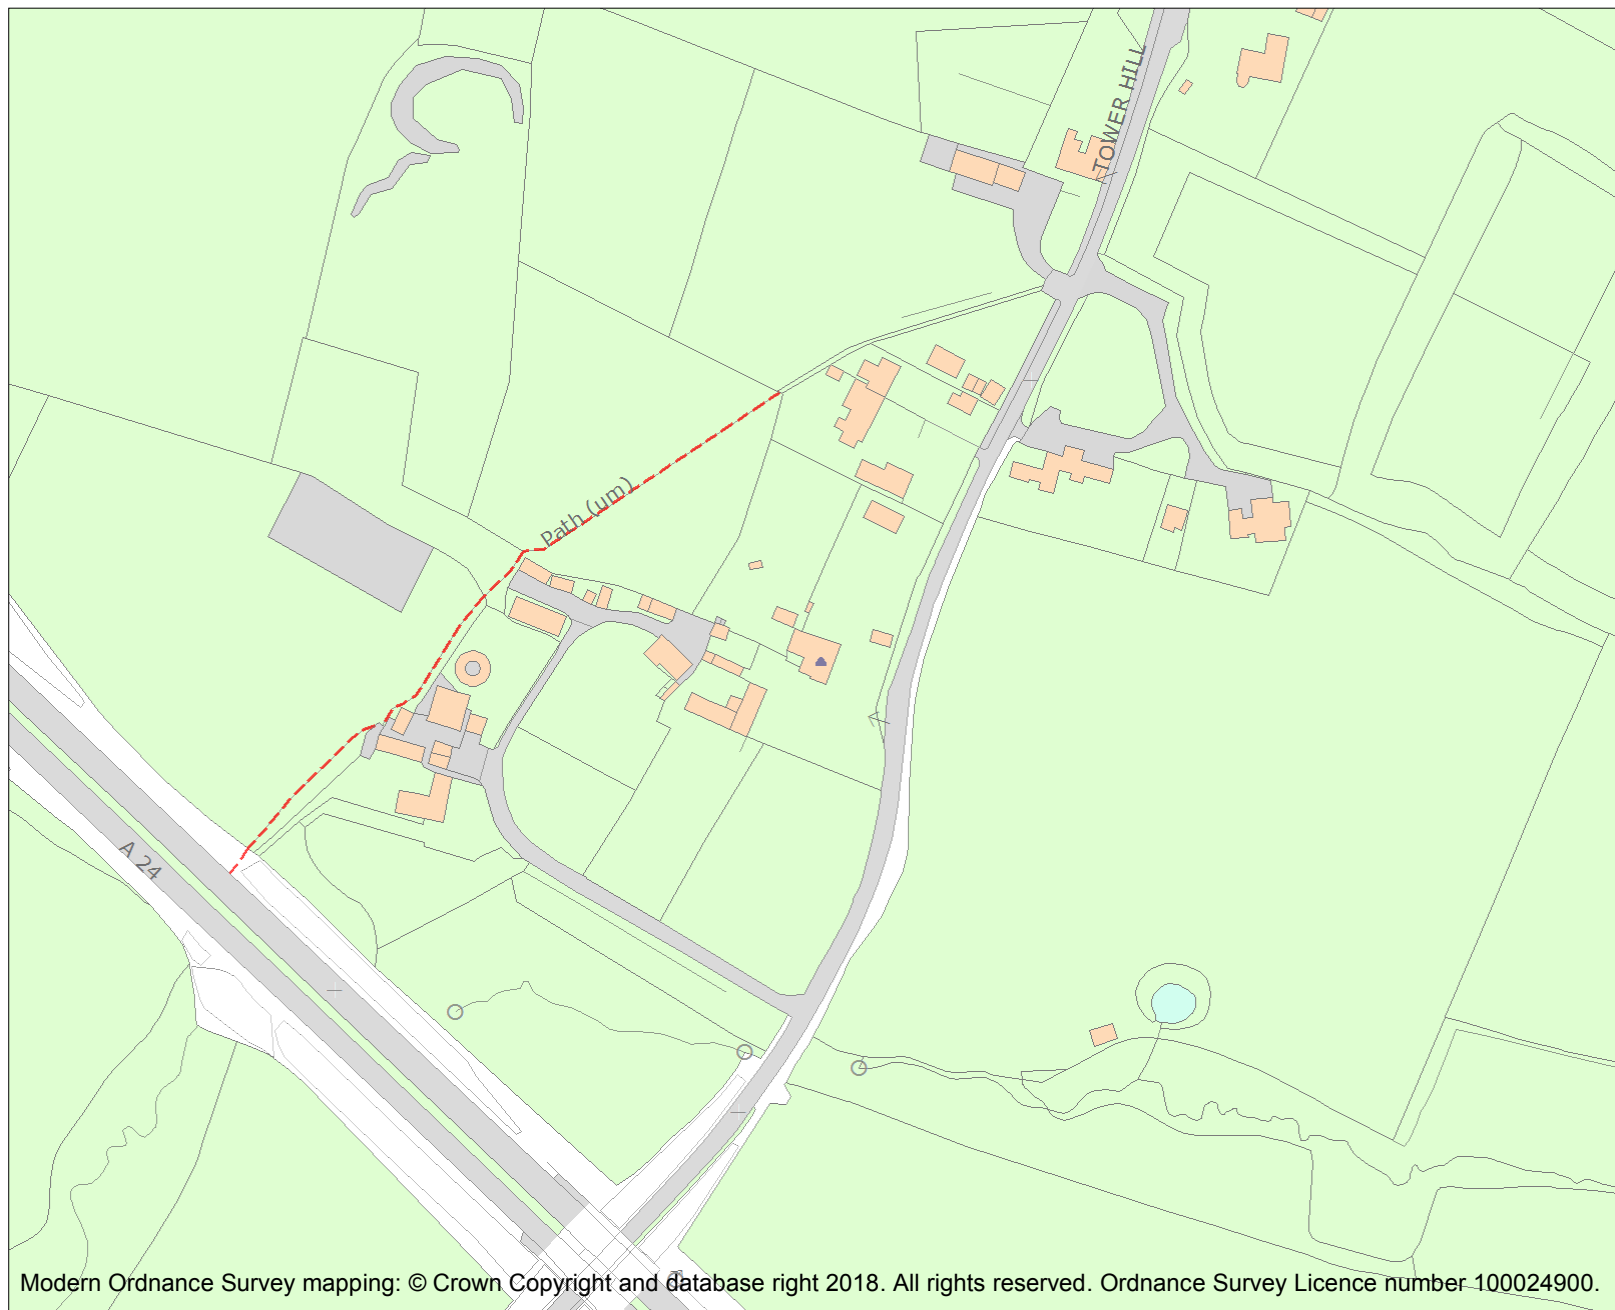 TOWER HILL
Path (um)
A 24
Modern Ordnance Survey mapping: © Crown Copyright and database right 2018. All rights reserved. Ordnance Survey Licence number 100024900.